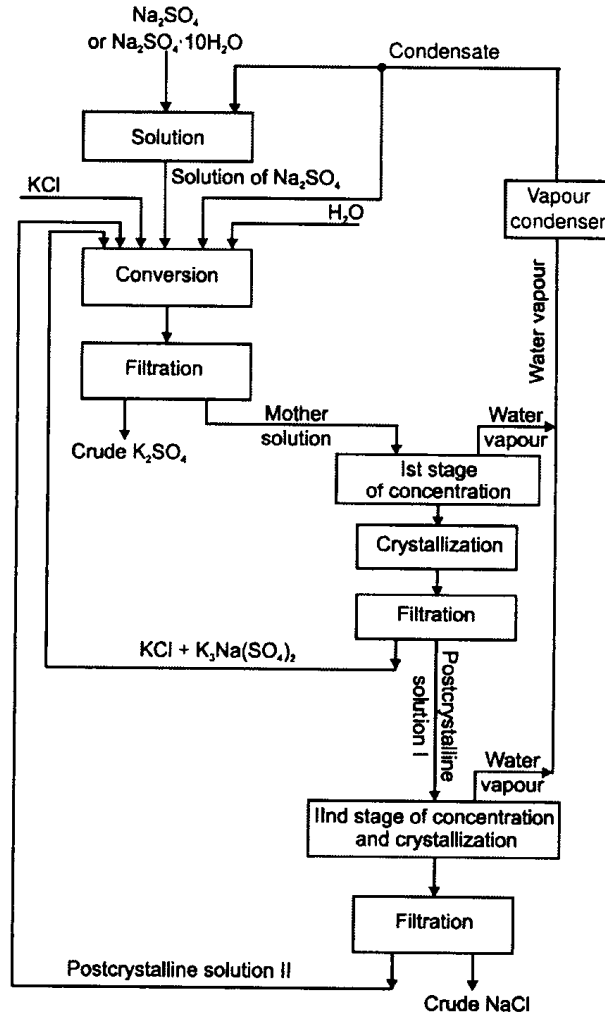 Na₂SO₄
or Na₂SO₄·10H₂O
Condensate
Solution
KCl
Solution of Na₂SO₄
H₂O
Vapour
condenser
Conversion
Water vapour
Filtration
Crude K₂SO₄
Mother
solution
Water
vapour
Ist stage
of concentration
Crystallization
Filtration
KCl + K₃Na(SO₄)₂
Postcrystalline
solution I
Water
vapour
IInd stage of concentration
and crystallization
Filtration
Postcrystalline solution II
Crude NaCl